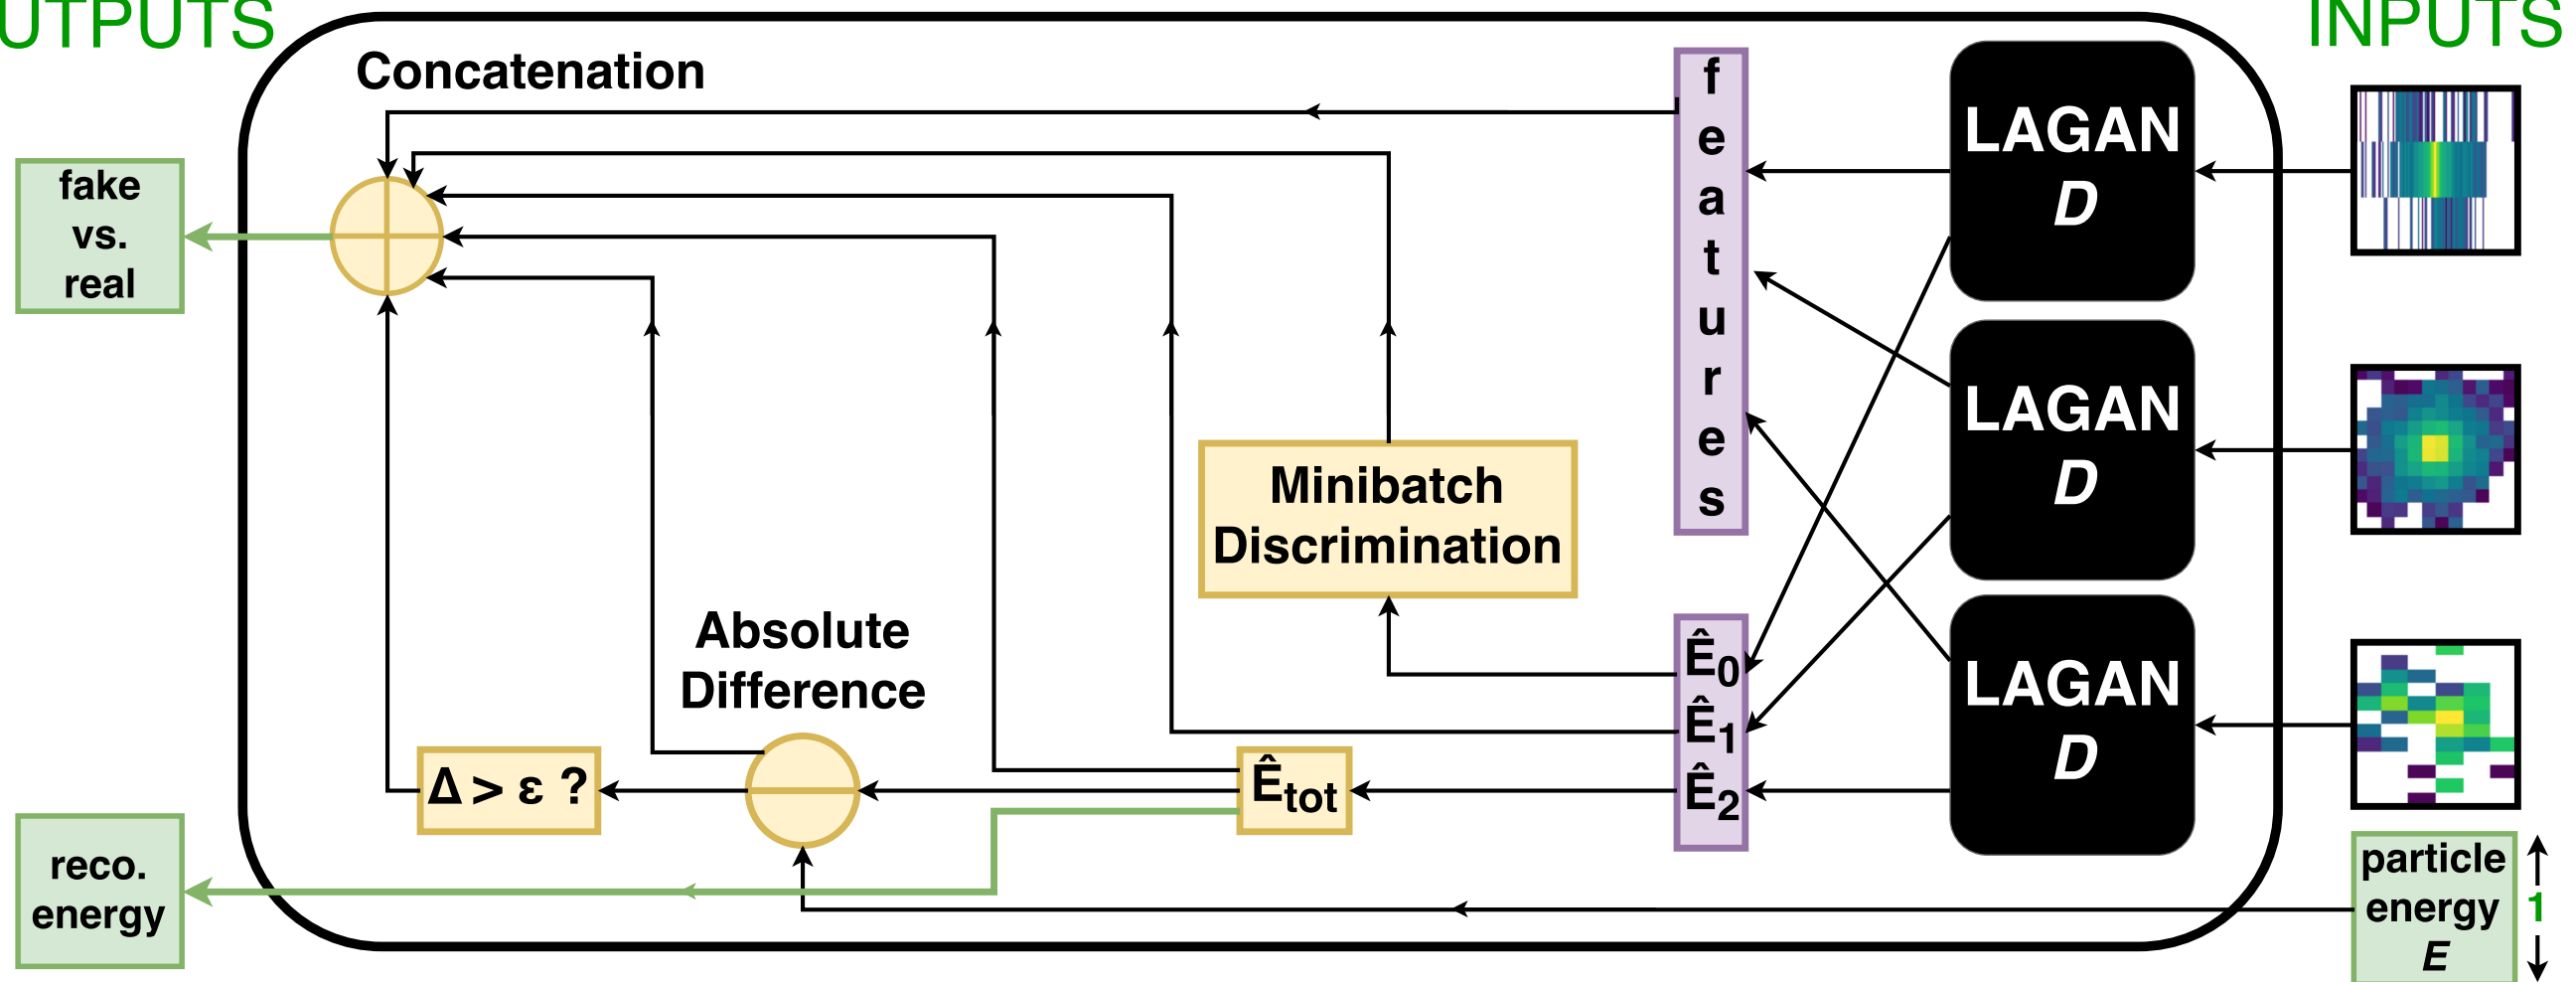 UTPUTS
INPUTS
Concatenation
fake
vs.
real
f
e
a
t
u
r
e
s
LAGAN
D
LAGAN
D
LAGAN
D
Minibatch
Discrimination
Absolute
Difference
Ê0
Ê1
Ê2
Êtot
Δ > ε ?
reco.
energy
particle
energy
E
1